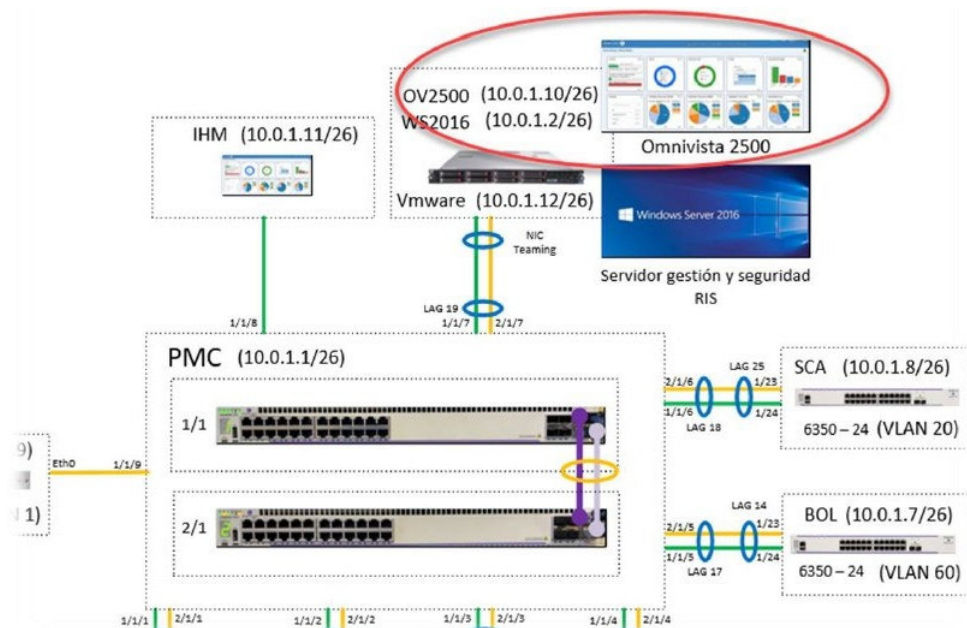 OV2500 (10.0.1.10/26)
WS2016 (10.0.1.2/26)
Omnivista 2500
IHM (10.0.1.11/26)
Vmware (10.0.1.12/26)
Windows Server 2016
NIC
Teaming
Servidor gestión y seguridad
RIS
LAG 19
1/1/8
1/1/7
2/1/7
PMC (10.0.1.1/26)
1/1
2/1
LAG 25
SCA (10.0.1.8/26)
2/1/6
1/23
1/1/6
1/24
LAG 18
6350 – 24 (VLAN 20)
9)
Eth0
1/1/9
1)
LAG 14
BOL (10.0.1.7/26)
2/1/5
1/23
1/1/5
1/24
LAG 17
6350 – 24 (VLAN 60)
1/1/1
2/1/1
1/1/2
2/1/2
1/1/3
2/1/3
1/1/4
2/1/4